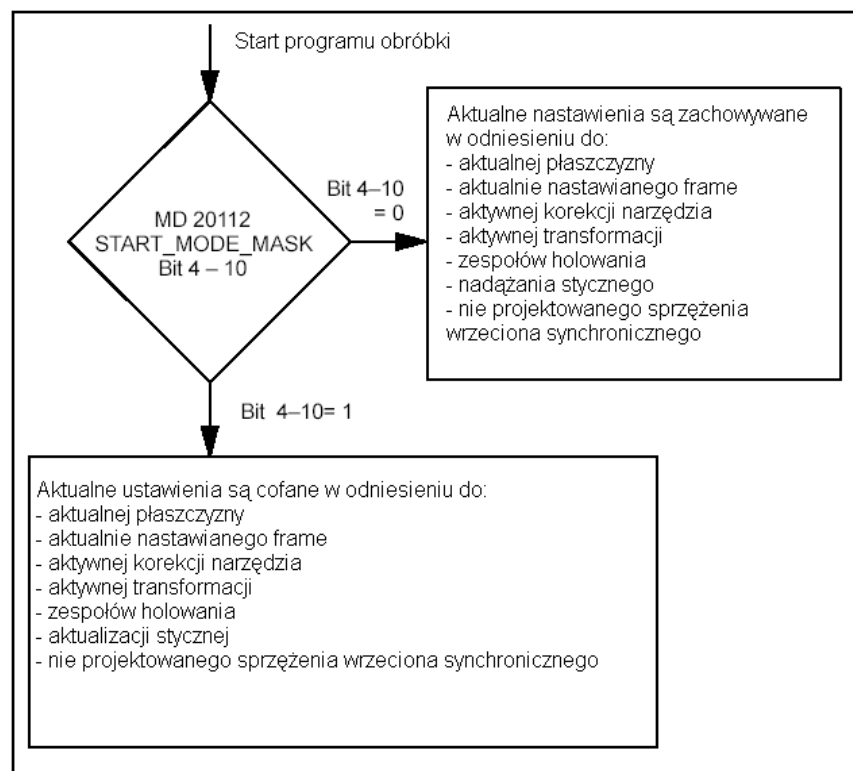 Start programu obróbki
Aktualne nastawienia są zachowywane
w odniesieniu do:
- aktualnej płaszczyzny
- aktualnie nastawianego frame
- aktywnej korekcji narzędzia
- aktywnej transformacji
- zespołów holowania
- nadążania stycznego
- nie projektowanego sprzężenia
wrzeciona synchronicznego
Bit 4–10
= 0
MD 20112
START_MODE_MASK
Bit 4 – 10
Bit 4–10= 1
Aktualne ustawienia są cofane w odniesieniu do:
- aktualnej płaszczyzny
- aktualnie nastawianego frame
- aktywnej korekcji narzędzia
- aktywnej transformacji
- zespołów holowania
- aktualizacji stycznej
- nie projektowanego sprzężenia wrzeciona synchronicznego